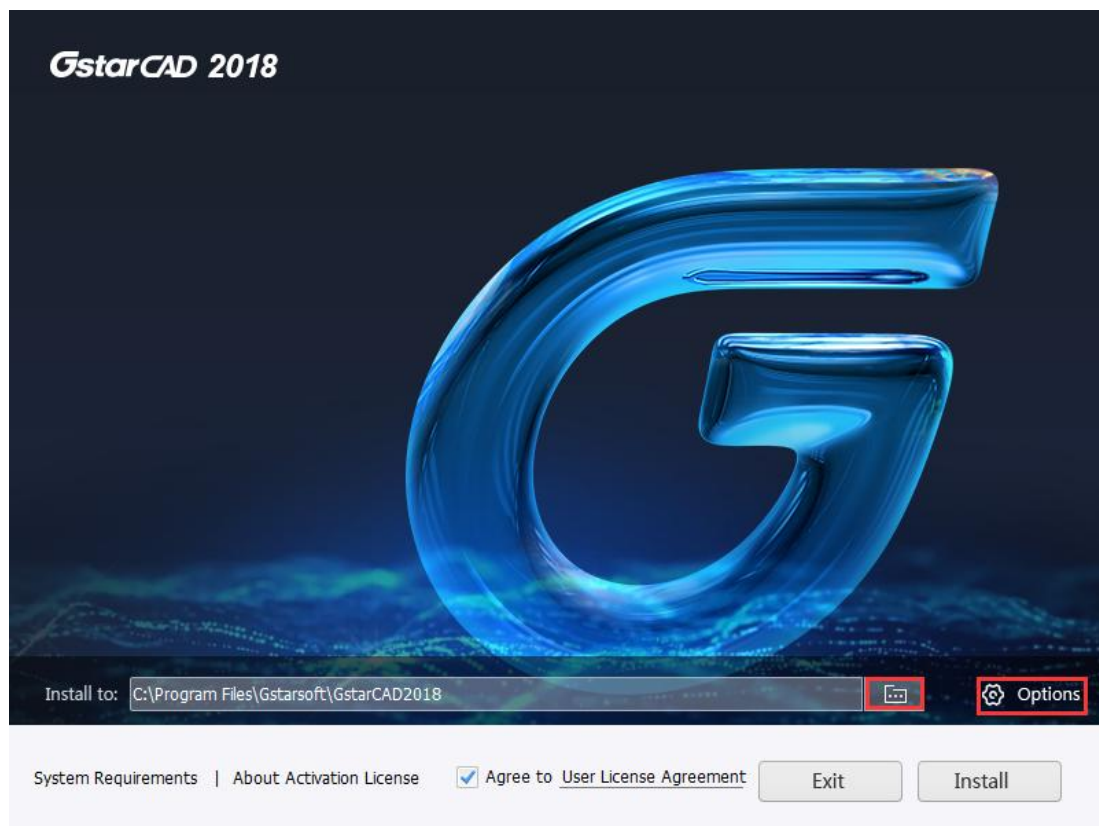 GstarCAD 2018
Install to: C:\Program Files\Gstarsoft\GstarCAD2018 Options
System Requirements | About Activation License Agree to User License Agreement Exit Install